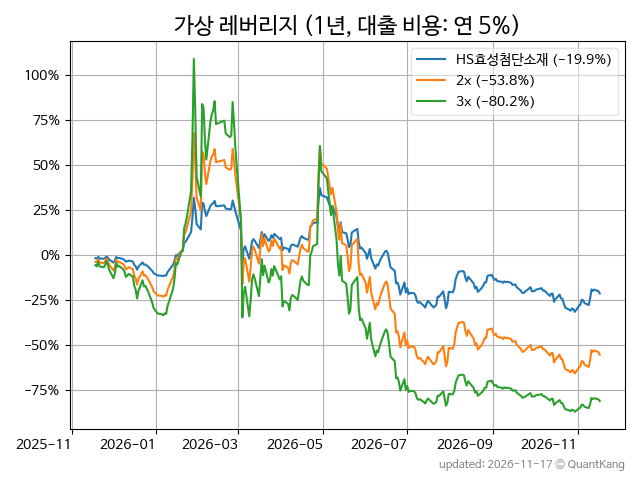 가상 레버리지 (1년, 대출 비용: 연 5%)
HS효성첨단소재 (−19.9%)
2x (−53.8%)
3x (−80.2%)
100%
75%
50%
25%
0%
−25%
−50%
−75%
2025-11 2026-01 2026-03 2026-05 2026-07 2026-09 2026-11
updated: 2026-11-17 © QuantKang